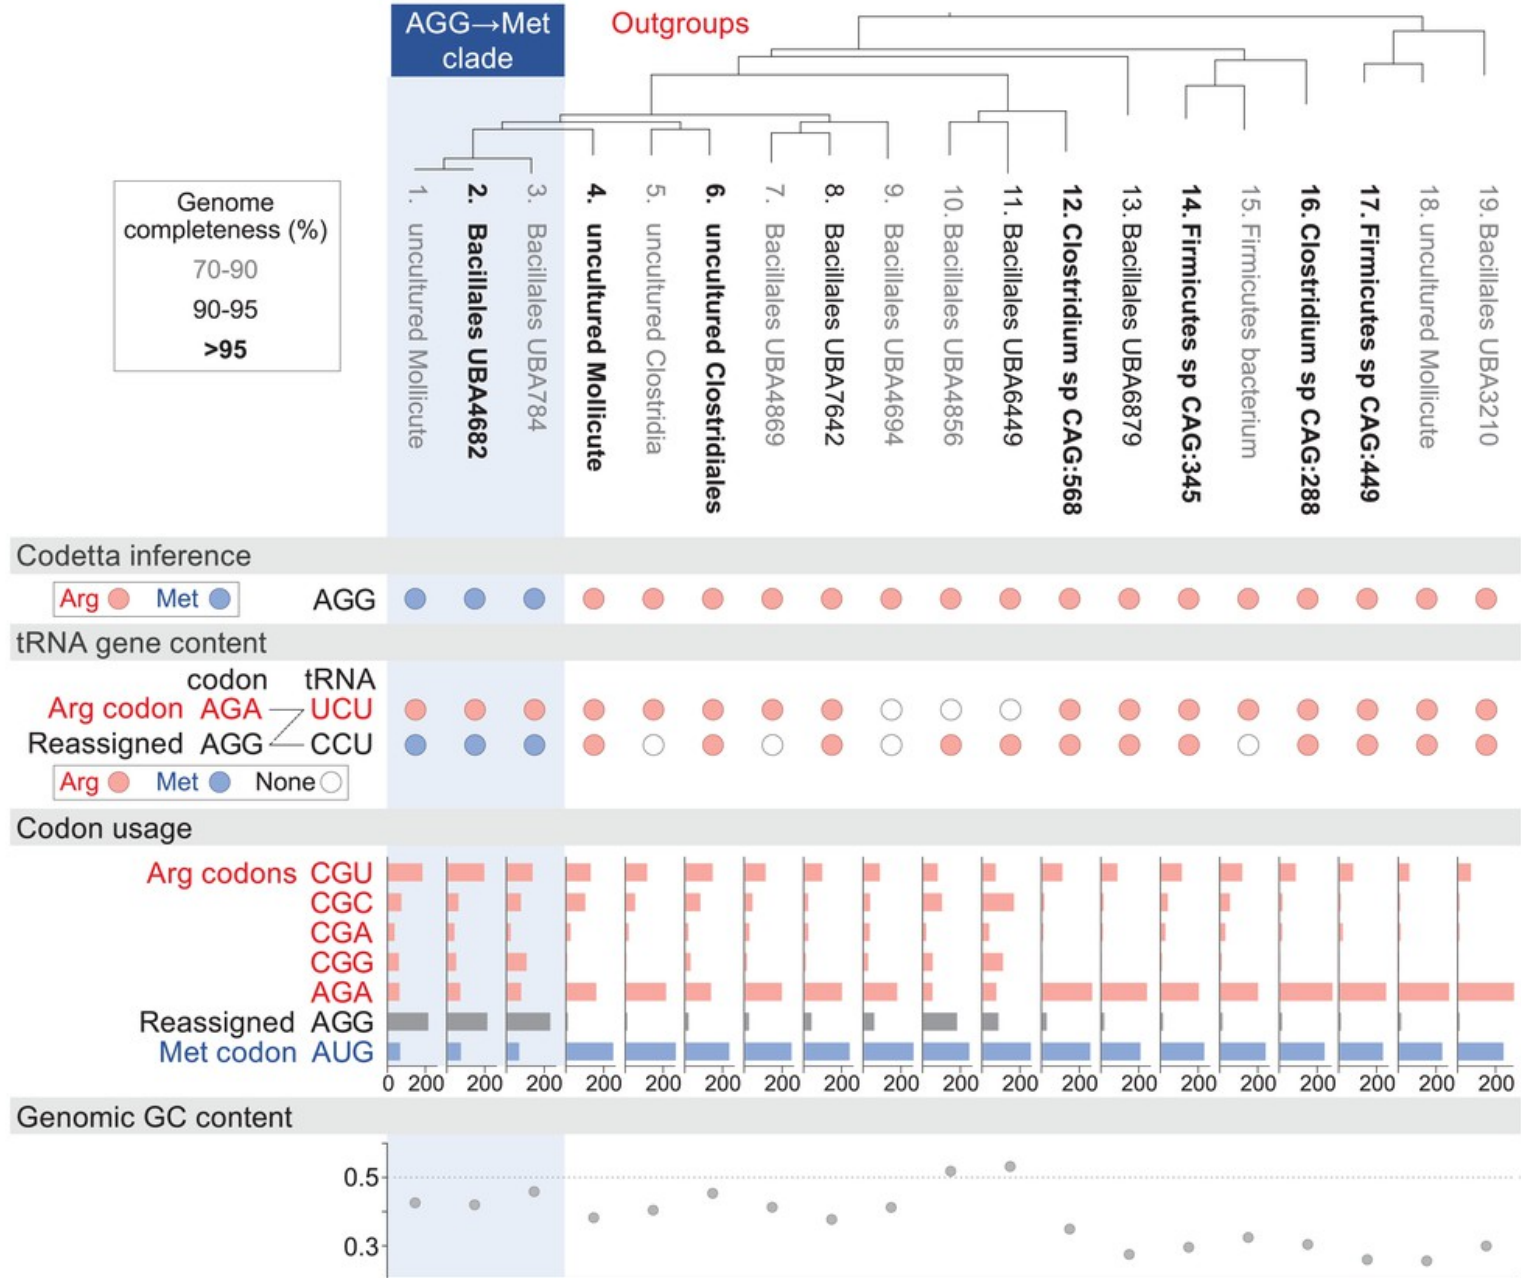 AGG→Met
clade
Outgroups
Genome
completeness (%)
70-90
90-95
>95
1. uncultured Mollicute
2. Bacillales UBA4682
3. Bacillales UBA784
4. uncultured Mollicute
5. uncultured Clostridia
6. uncultured Clostridiales
7. Bacillales UBA4869
8. Bacillales UBA7642
9. Bacillales UBA4694
10. Bacillales UBA4856
11. Bacillales UBA6449
12. Clostridium sp CAG:568
13. Bacillales UBA6879
14. Firmicutes sp CAG:345
15. Firmicutes bacterium
16. Clostridium sp CAG:288
17. Firmicutes sp CAG:449
18. uncultured Mollicute
19. Bacillales UBA3210
Codetta inference
Arg Met AGG
tRNA gene content
codon tRNA
Arg codon AGA UCU
Reassigned AGG CCU
Arg Met None
Codon usage
Arg codons CGU
CGC
CGA
CGG
AGA
Reassigned AGG
Met codon AUG
0 200 200 200 200 200 200 200 200 200 200 200 200 200 200 200 200 200 200 200
Genomic GC content
0.5
0.3